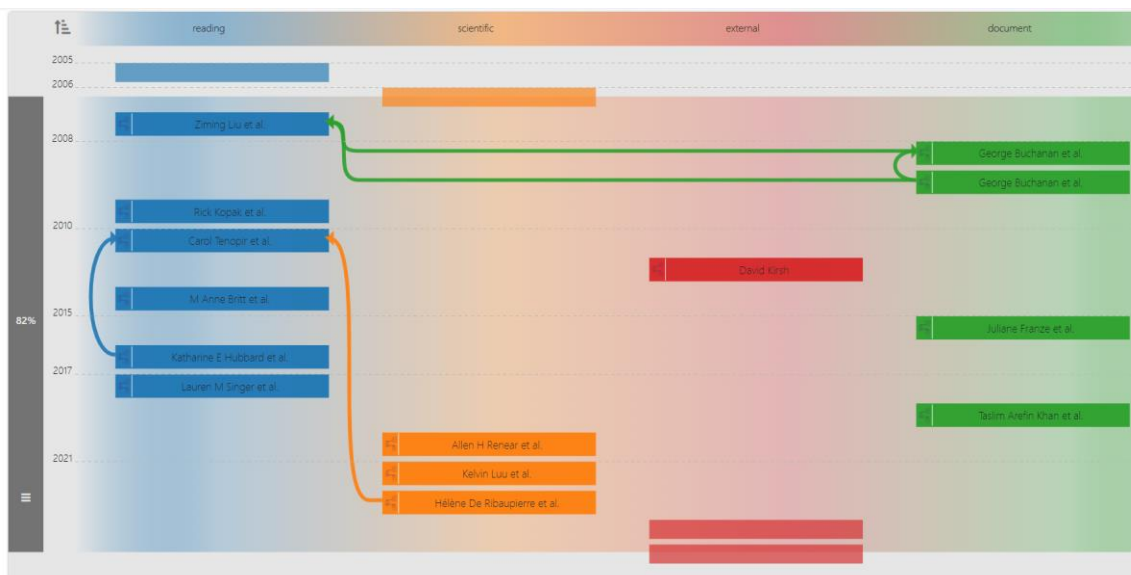 reading scientific external document
2005
2006
Ziming Liu et al.
2008
George Buchanan et al.
George Buchanan et al.
Rick Kopak et al.
2010
Carol Tenopir et al.
David Kirsh
M Anne Britt et al.
2015
82%
Juliane Franze et al.
Katharine E Hubbard et al.
2017
Lauren M Singer et al.
Taslim Arefin Khan et al.
Allen H Renear et al.
2021
Kelvin Luu et al.
Hélène De Ribaupierre et al.